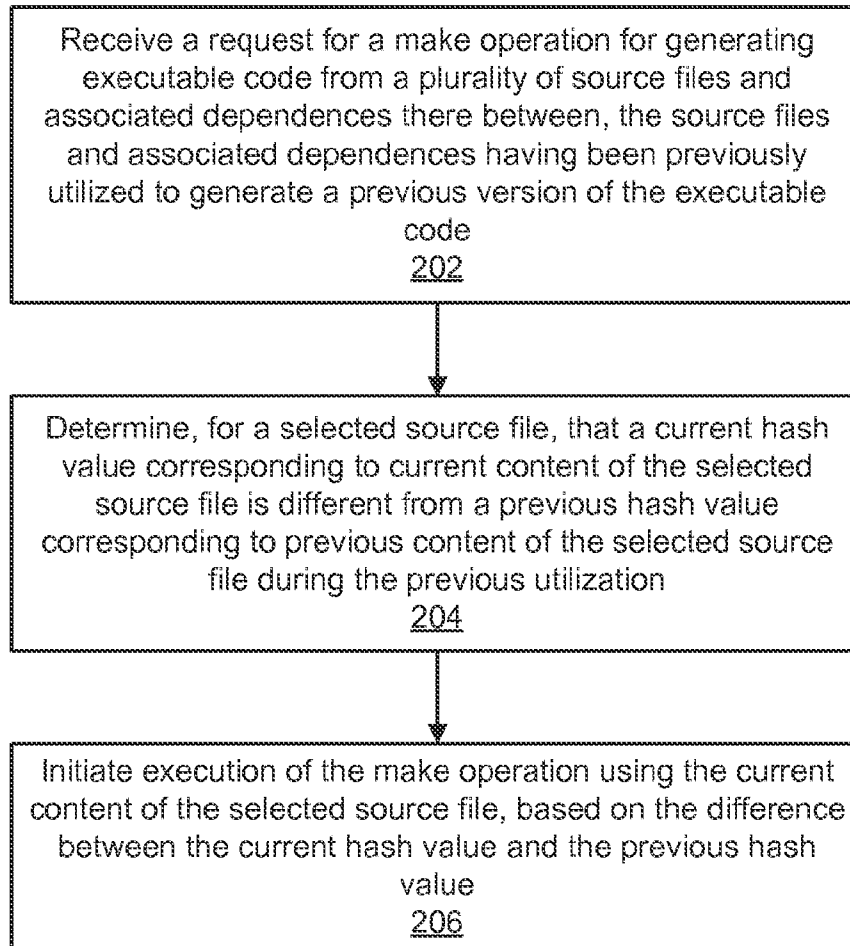 Receive a request for a make operation for generating
executable code from a plurality of source files and
associated dependences there between, the source files
and associated dependences having been previously
utilized to generate a previous version of the executable
code
202
Determine, for a selected source file, that a current hash
value corresponding to current content of the selected
source file is different from a previous hash value
corresponding to previous content of the selected source
file during the previous utilization
204
Initiate execution of the make operation using the current
content of the selected source file, based on the difference
between the current hash value and the previous hash
value
206